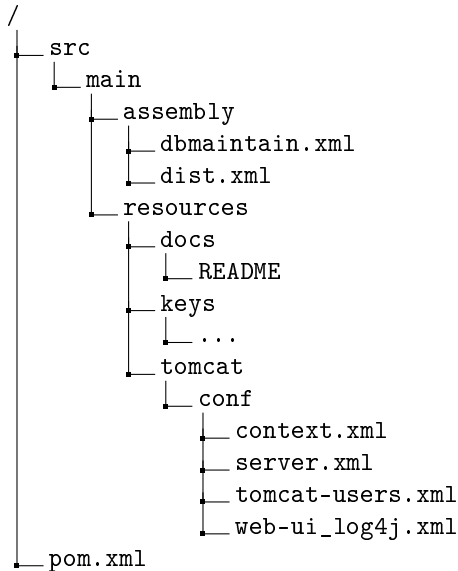 /
src
main
assembly
dbmaintain.xml
dist.xml
resources
docs
README
keys
...
tomcat
conf
context.xml
server.xml
tomcat-users.xml
web-ui_log4j.xml
pom.xml